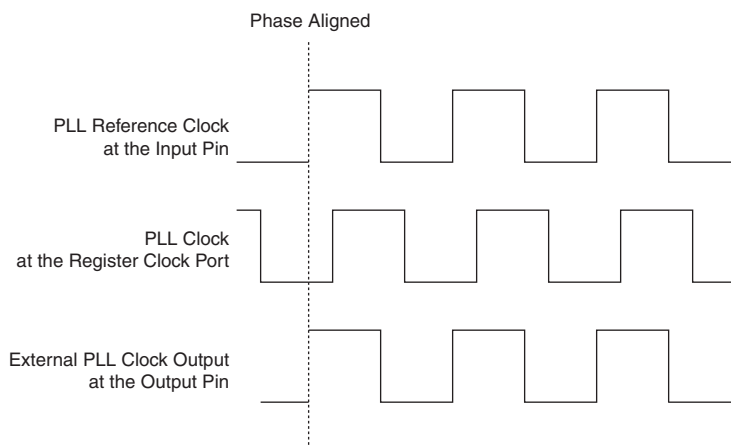 Phase Aligned
PLL Reference Clock
at the Input Pin
PLL Clock
at the Register Clock Port
External PLL Clock Output
at the Output Pin